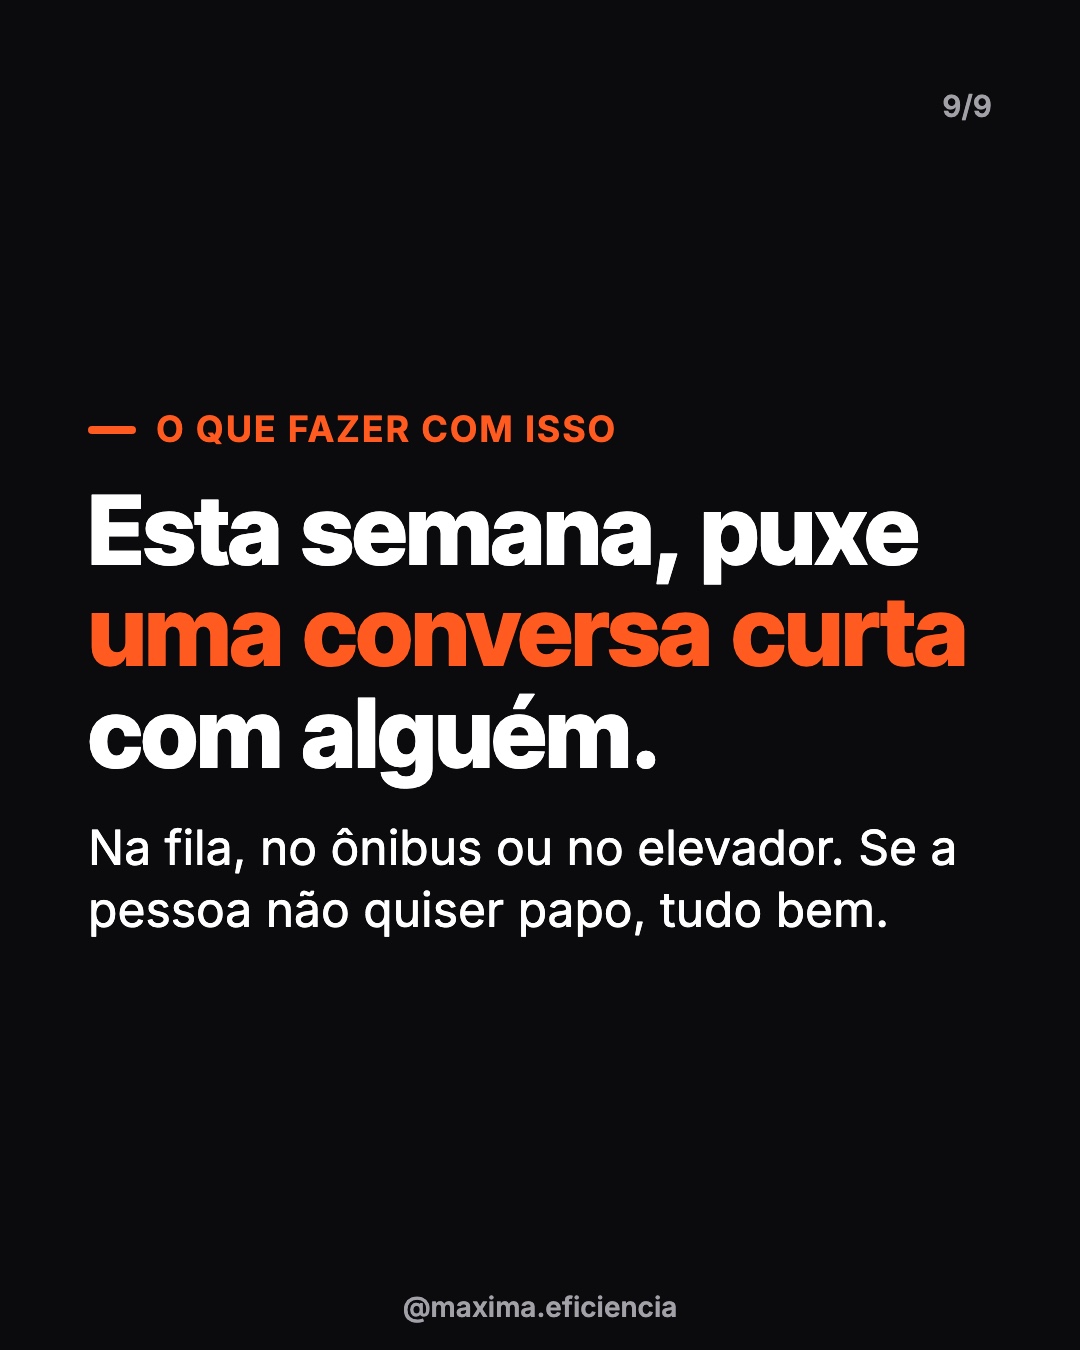 9/9
O QUE FAZER COM ISSO
Esta semana, puxe
uma conversa curta
com alguém.
Na fila, no ônibus ou no elevador. Se a
pessoa não quiser papo, tudo bem.
@maxima.eficiencia